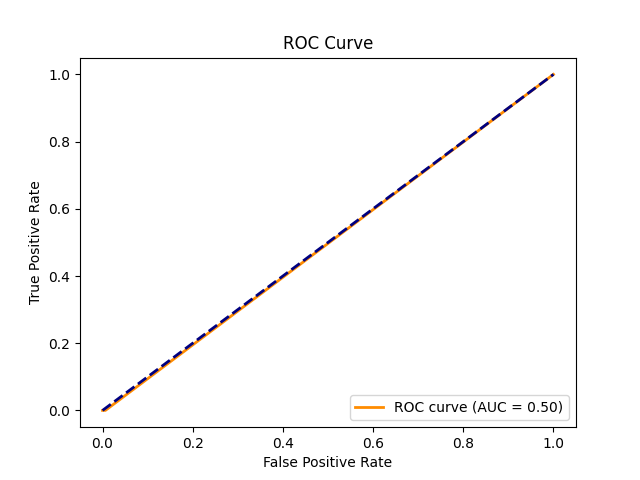 ROC Curve
1.0
0.8
0.6
0.4
0.2
0.0
True Positive Rate
ROC curve (AUC = 0.50)
0.0 0.2 0.4 0.6 0.8 1.0
False Positive Rate